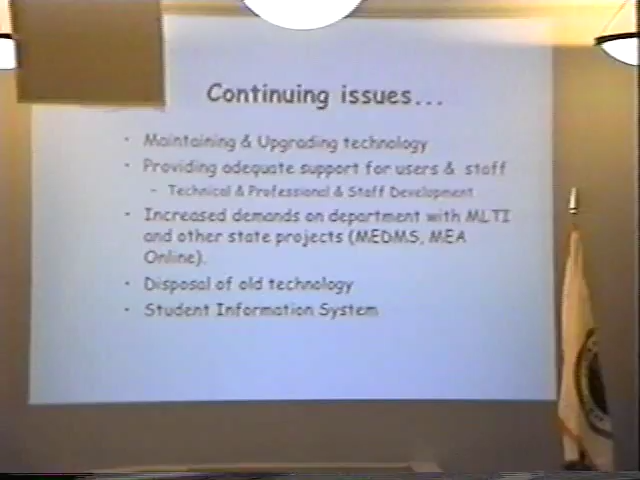 Continuing issues...
• Maintaining & Upgrading technology
• Providing adequate support for users & staff
– Technical & Professional & Staff Development
• Increased demands on department with MLTI
and other state projects (MEDMS, MEA
Online).
• Disposal of old technology
• Student Information System